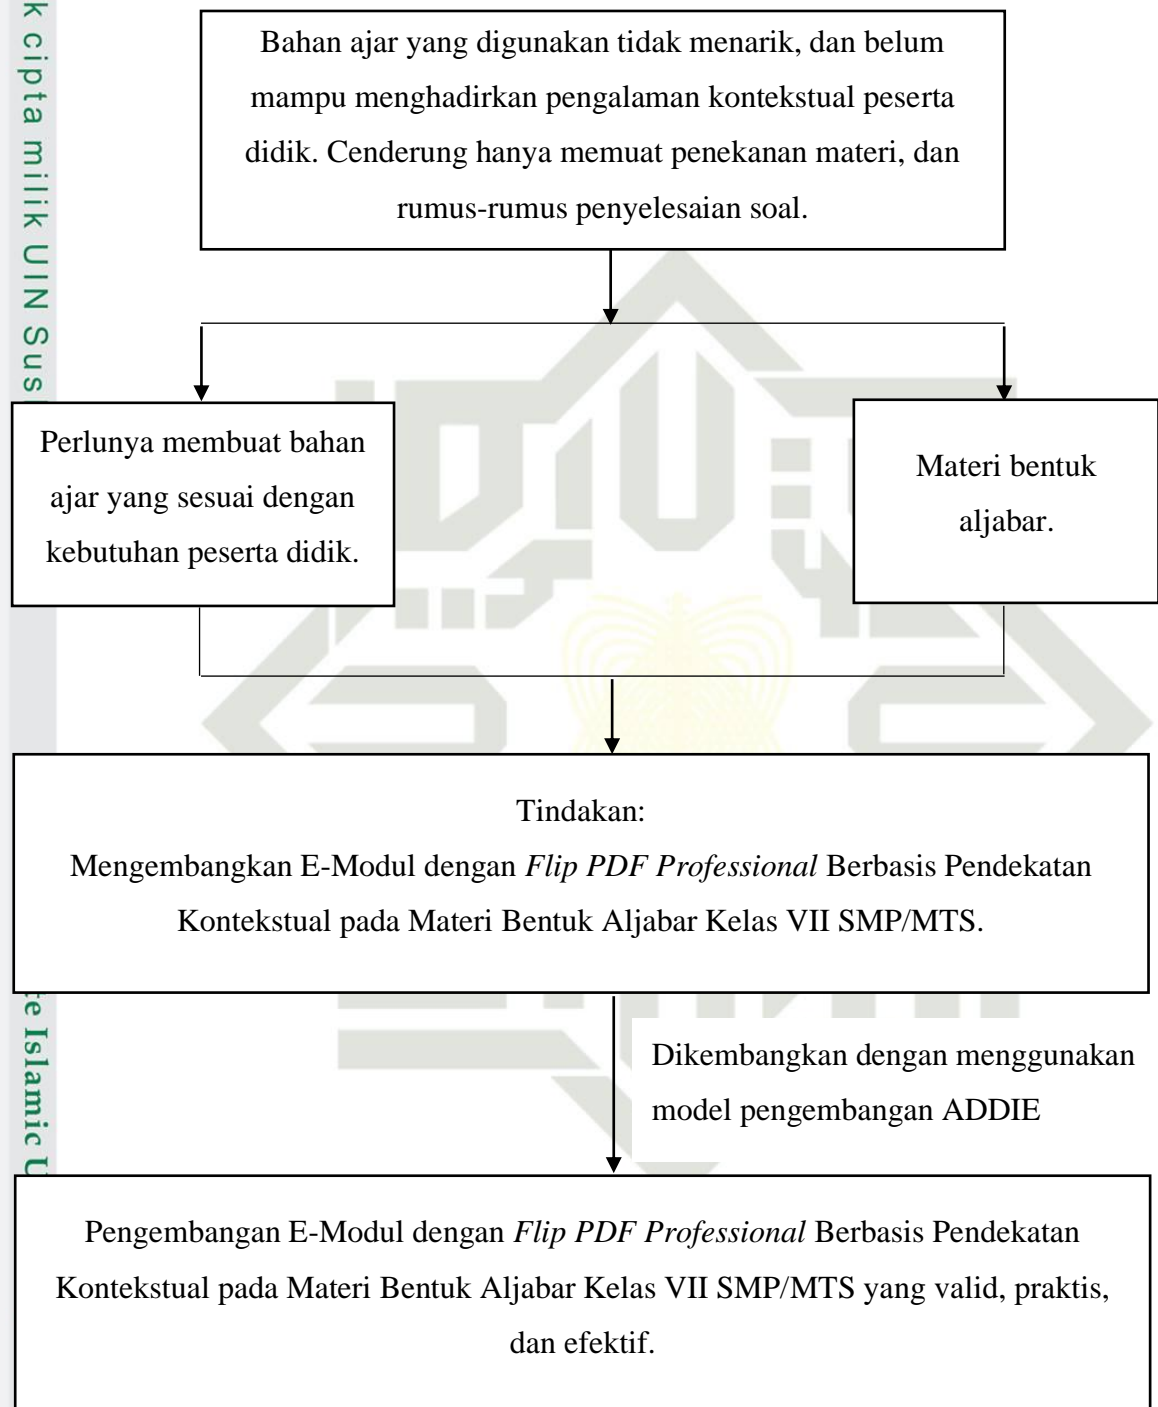 k cipta milik UIN Sus
Bahan ajar yang digunakan tidak menarik, dan belum
mampu menghadirkan pengalaman kontekstual peserta
didik. Cenderung hanya memuat penekanan materi, dan
rumus-rumus penyelesaian soal.
Perlunya membuat bahan
ajar yang sesuai dengan
kebutuhan peserta didik.
Materi bentuk
aljabar.
Tindakan:
Mengembangkan E-Modul dengan Flip PDF Professional Berbasis Pendekatan
Kontekstual pada Materi Bentuk Aljabar Kelas VII SMP/MTS.
te Islamic U
Dikembangkan dengan menggunakan
model pengembangan ADDIE
Pengembangan E-Modul dengan Flip PDF Professional Berbasis Pendekatan
Kontekstual pada Materi Bentuk Aljabar Kelas VII SMP/MTS yang valid, praktis,
dan efektif.